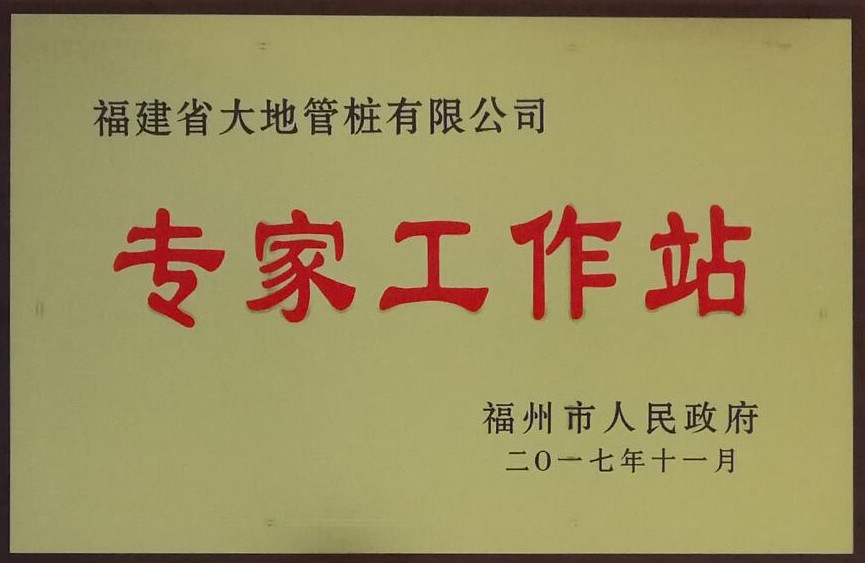 福建省大地管桩有限公司
专家工作站
福州市人民政府
二O一七年十一月